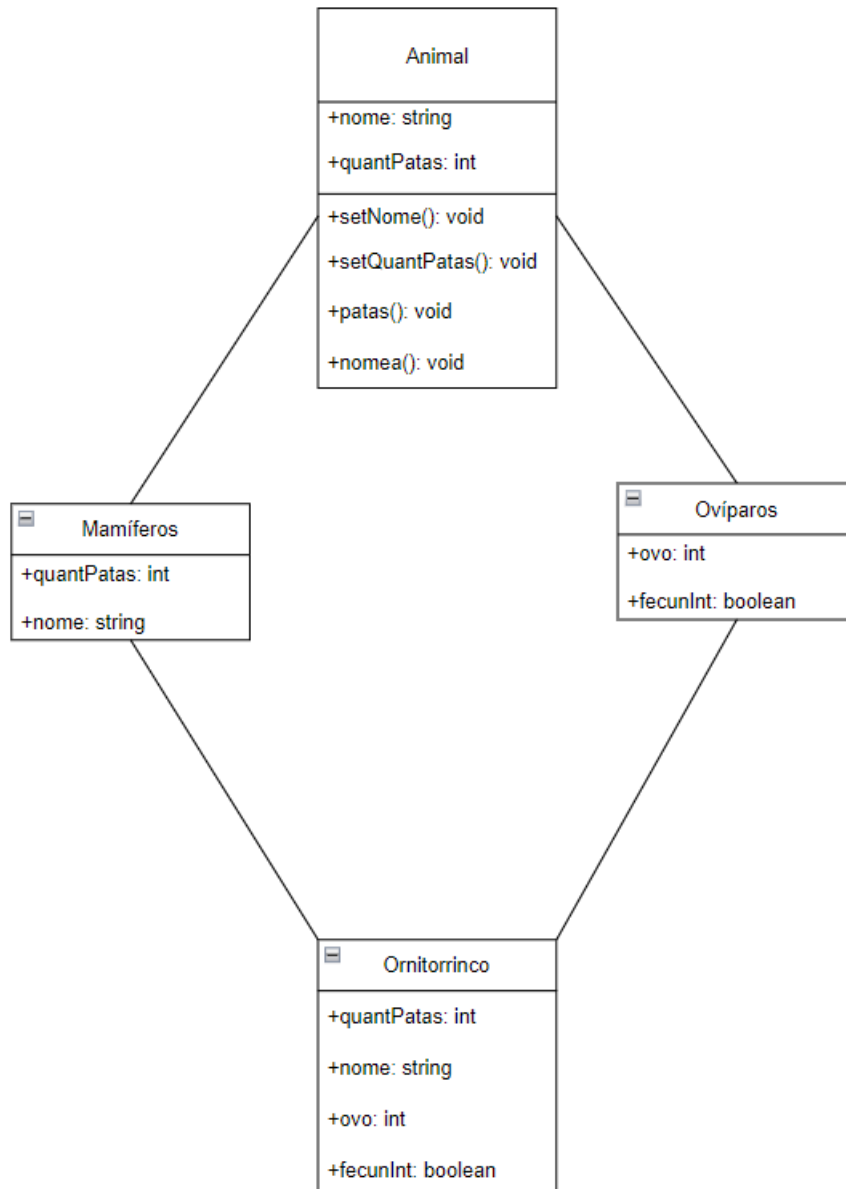 Animal
+nome: string
+quantPatas: int
+setNome(): void
+setQuantPatas(): void
+patas(): void
+nomea(): void
Mamíferos
+quantPatas: int
+nome: string
Ovíparos
+ovo: int
+fecunInt: boolean
Ornitorrinco
+quantPatas: int
+nome: string
+ovo: int
+fecunInt: boolean